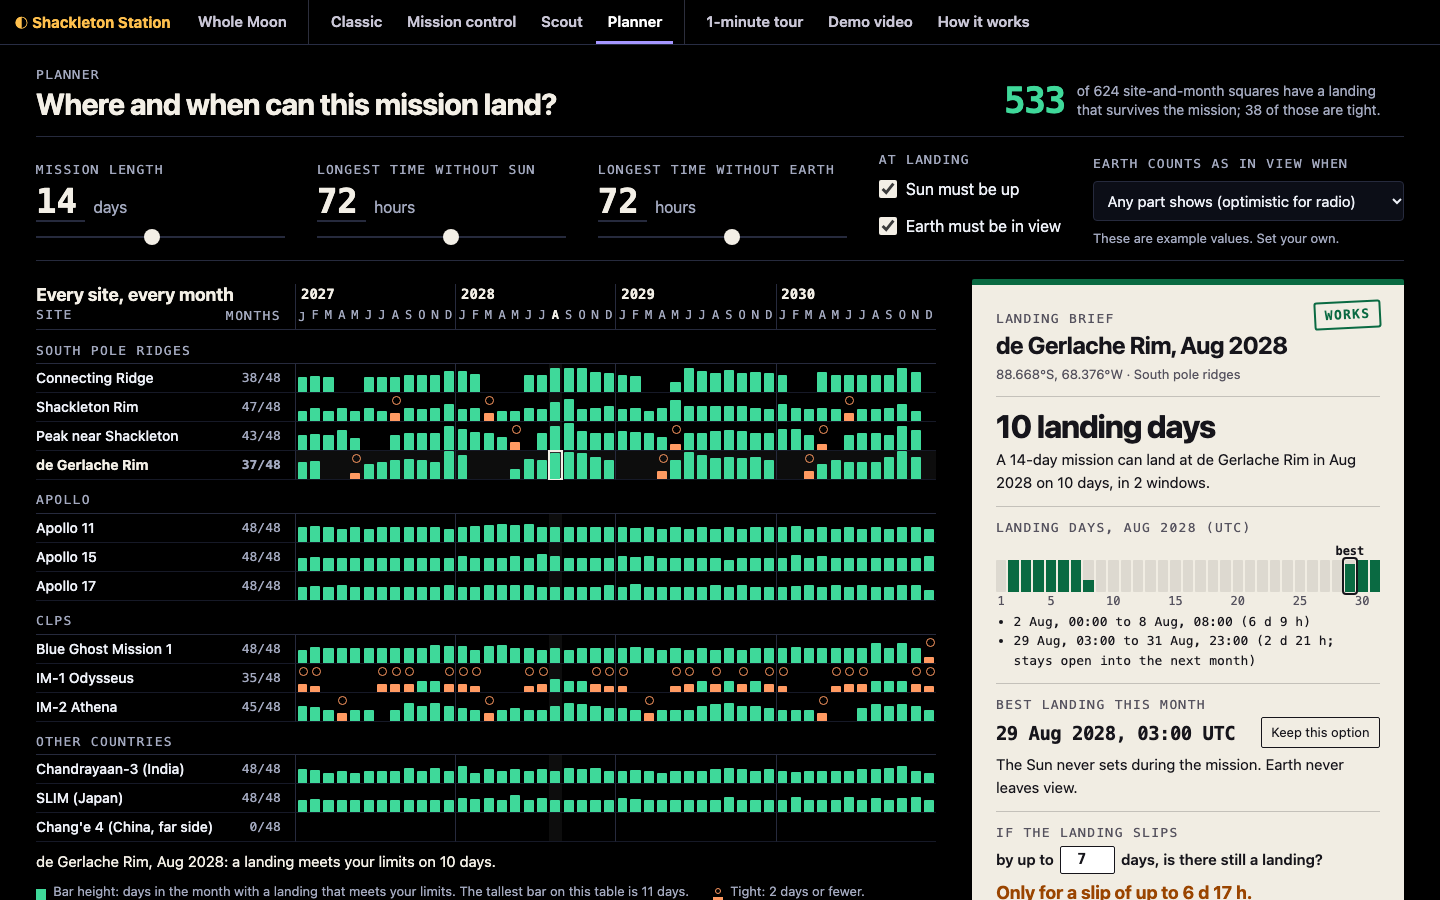 Shackleton Station
Whole Moon
Classic
Mission control
Scout
Planner
1-minute tour
Demo video
How it works
PLANNER
Where and when can this mission land?
533
of 624 site-and-month squares have a landing
that survives the mission; 38 of those are tight.
MISSION LENGTH
14 days
LONGEST TIME WITHOUT SUN
72 hours
LONGEST TIME WITHOUT EARTH
72 hours
AT LANDING
Sun must be up
Earth must be in view
EARTH COUNTS AS IN VIEW WHEN
Any part shows (optimistic for radio)
These are example values. Set your own.
Every site, every month
2027 2028 2029 2030
SITE MONTHS J F M A M J J A S O N D J F M A M J J A S O N D J F M A M J J A S O N D J F M A M J J A S O N D
SOUTH POLE RIDGES
Connecting Ridge 38/48
Shackleton Rim 47/48
Peak near Shackleton 43/48
de Gerlache Rim 37/48
APOLLO
Apollo 11 48/48
Apollo 15 48/48
Apollo 17 48/48
CLPS
Blue Ghost Mission 1 48/48
IM-1 Odysseus 35/48
IM-2 Athena 45/48
OTHER COUNTRIES
Chandrayaan-3 (India) 48/48
SLIM (Japan) 48/48
Chang'e 4 (China, far side) 0/48
de Gerlache Rim, Aug 2028: a landing meets your limits on 10 days.
Bar height: days in the month with a landing that meets your limits. The tallest bar on this table is 11 days.
Tight: 2 days or fewer.
WORKS
LANDING BRIEF
de Gerlache Rim, Aug 2028
88.668°S, 68.376°W · South pole ridges
10 landing days
A 14-day mission can land at de Gerlache Rim in Aug
2028 on 10 days, in 2 windows.
LANDING DAYS, AUG 2028 (UTC)
best
1 5 10 15 20 25 30
• 2 Aug, 00:00 to 8 Aug, 08:00 (6 d 9 h)
• 29 Aug, 03:00 to 31 Aug, 23:00 (2 d 21 h;
stays open into the next month)
BEST LANDING THIS MONTH
29 Aug 2028, 03:00 UTC
Keep this option
The Sun never sets during the mission. Earth never
leaves view.
IF THE LANDING SLIPS
by up to 7 days, is there still a landing?
Only for a slip of up to 6 d 17 h.